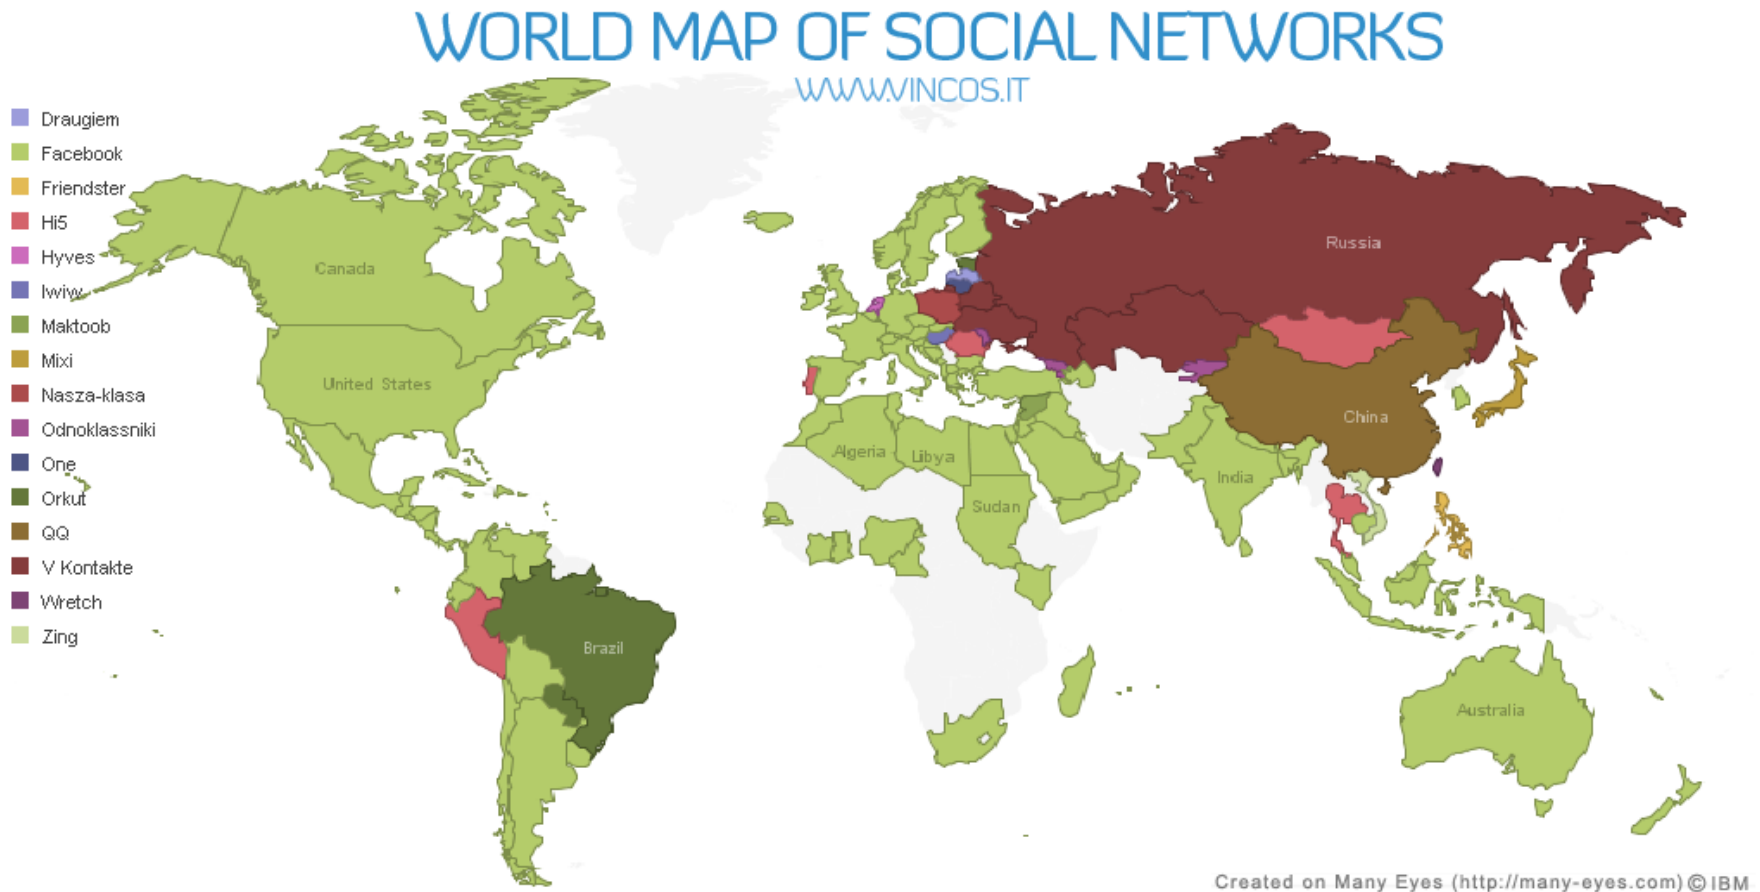 WORLD MAP OF SOCIAL NETWORKS
WWW.VINCOS.IT
Draugiem
Facebook
Friendster
Hi5
Hyves
Iwiw
Maktoob
Mixi
Nasza-klasa
Odnoklassniki
One
Orkut
QQ
V Kontakte
Wretch
Zing
Canada
United States
Brazil
Algeria
Libya
Sudan
Russia
China
India
Australia
Created on Many Eyes (http://many-eyes.com) © IBM